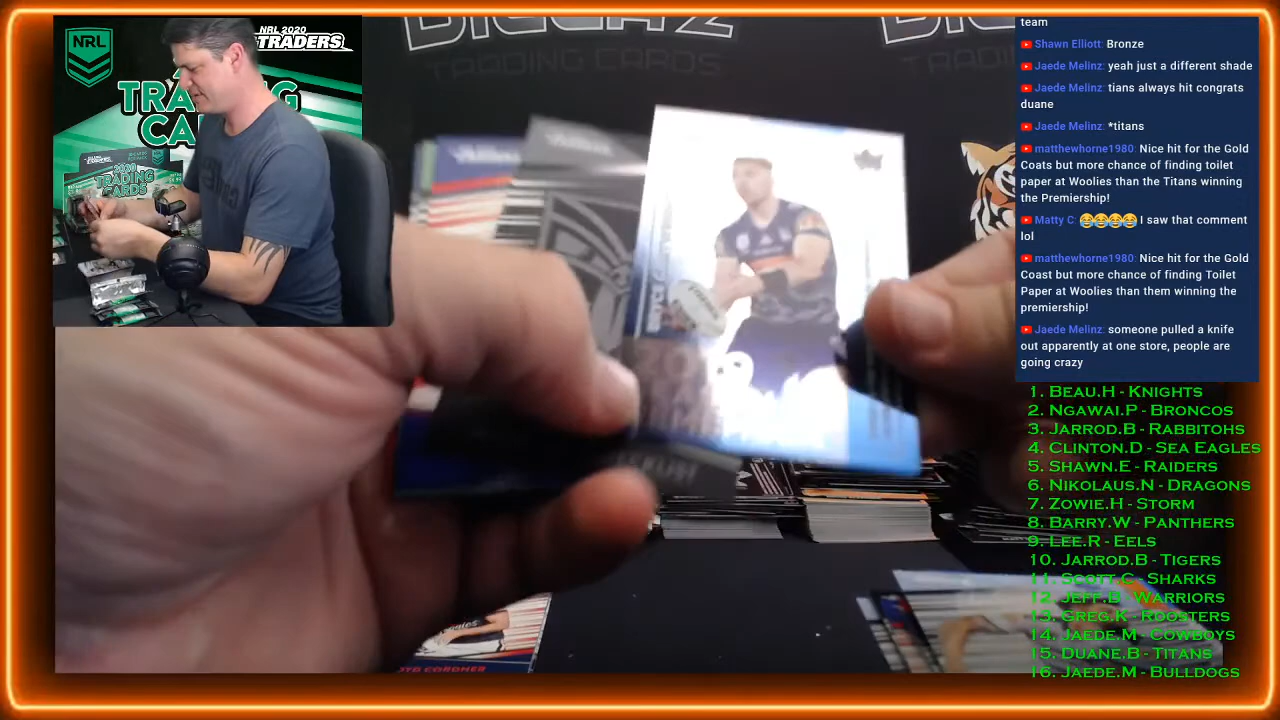 NRL
NRL 2020
TRADERS
TRADING
CARDS
2020
TRADING
CARDS
TRADING CARDS
team
Shawn Elliott: Bronze
Jaede Melinz: yeah just a different shade
Jaede Melinz: tians always hit congrats
duane
Jaede Melinz: *titans
matthewhorne1980: Nice hit for the Gold
Coats but more chance of finding toilet
paper at Woolies than the Titans winning
the Premiership!
Matty C: 😂😂😂😂 I saw that comment
lol
matthewhorne1980: Nice hit for the Gold
Coast but more chance of finding Toilet
Paper at Woolies than them winning the
premiership!
Jaede Melinz: someone pulled a knife
out apparently at one store, people are
going crazy
1. Beau.H - Knights
2. Ngawai.P - Broncos
3. Jarrod.B - Rabbitohs
4. Clinton.D - Sea Eagles
5. Shawn.E - Raiders
6. Nikolaus.N - Dragons
7. Zowie.H - Storm
8. Barry.W - Panthers
9. Lee.R - Eels
10. Jarrod.B - Tigers
11. Scott.C - Sharks
12. Jeff.B - Warriors
13. Greg.K - Roosters
14. Jaede.M - Cowboys
15. Duane.B - Titans
16. Jaede.M - Bulldogs